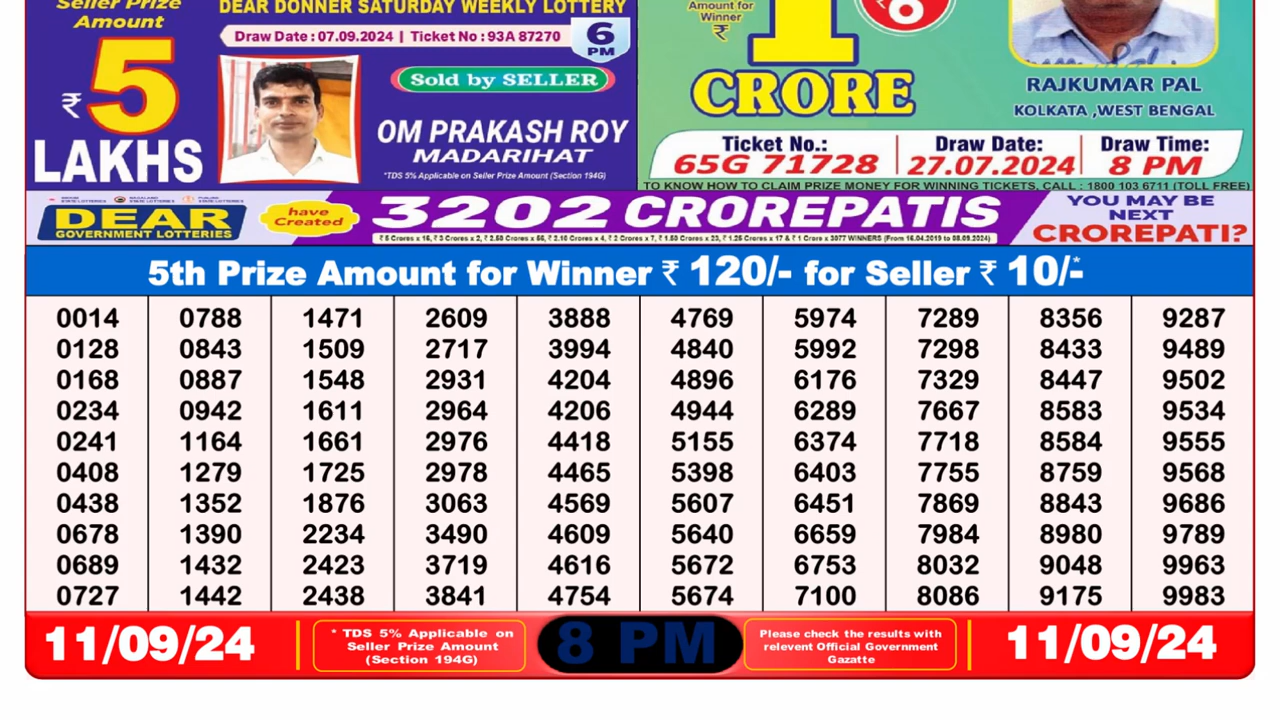 Seller Prize
Amount
₹ 5
LAKHS
DEAR DONNER SATURDAY WEEKLY LOTTERY
Draw Date : 07.09.2024 | Ticket No : 93A 87270
6
PM
Sold by SELLER
OM PRAKASH ROY
MADARIHAT
*TDS 5% Applicable on Seller Prize Amount (Section 194G)
Amount for
Winner
₹
1
CRORE
RAJKUMAR PAL
KOLKATA ,WEST BENGAL
Ticket No.: Draw Date: Draw Time:
65G 71728 27.07.2024 8 PM
TO KNOW HOW TO CLAIM PRIZE MONEY FOR WINNING TICKETS, CALL : 1800 103 6711 (TOLL FREE)
DEAR
GOVERNMENT LOTTERIES
have
Created
3202 CROREPATIS
YOU MAY BE
NEXT
CROREPATI?
5th Prize Amount for Winner ₹ 120/- for Seller ₹ 10/-*
0014 0788 1471 2609 3888 4769 5974 7289 8356 9287
0128 0843 1509 2717 3994 4840 5992 7298 8433 9489
0168 0887 1548 2931 4204 4896 6176 7329 8447 9502
0234 0942 1611 2964 4206 4944 6289 7667 8583 9534
0241 1164 1661 2976 4418 5155 6374 7718 8584 9555
0408 1279 1725 2978 4465 5398 6403 7755 8759 9568
0438 1352 1876 3063 4569 5607 6451 7869 8843 9686
0678 1390 2234 3490 4609 5640 6659 7984 8980 9789
0689 1432 2423 3719 4616 5672 6753 8032 9048 9963
0727 1442 2438 3841 4754 5674 7100 8086 9175 9983
11/09/24
* TDS 5% Applicable on
Seller Prize Amount
(Section 194G)
8 PM
Please check the results with
relevent Official Government
Gazatte
11/09/24